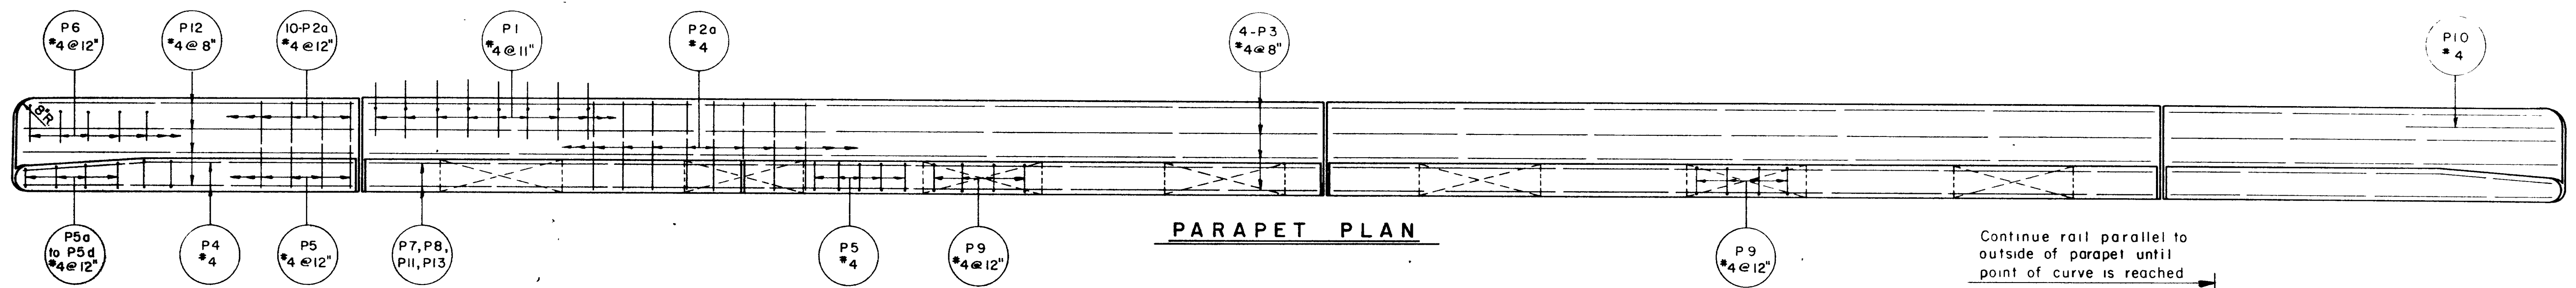 P6
#4@12"
P12
#4@8"
10-P2a
#4@12"
P1
#4@11"
P2a
#4
4-P3
#4@8"
P10
#4
8"R
P5a
to P5d
#4@12"
P4
#4
P5
#4@12"
P7, P8,
P11, P13
P5
#4
P9
#4@12"
PARAPET PLAN
P9
#4@12"
Continue rail parallel to
outside of parapet until
point of curve is reached